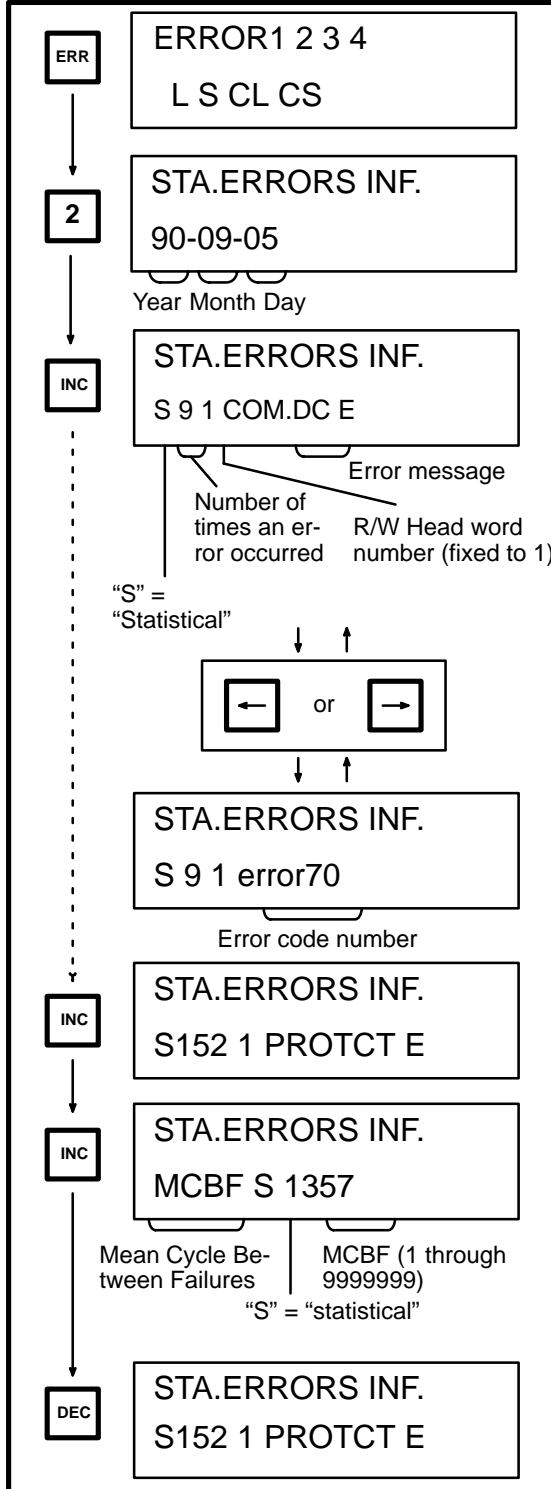 ERR
ERROR1 2 3 4
L S CL CS
2
STA.ERRORS INF.
90-09-05
Year Month Day
INC
STA.ERRORS INF.
S 9 1 COM.DC E
Error message
Number of
times an er-
ror occurred
R/W Head word
number (fixed to 1)
“S” =
“Statistical”
← or →
STA.ERRORS INF.
S 9 1 error70
Error code number
INC
STA.ERRORS INF.
S152 1 PROTCT E
INC
STA.ERRORS INF.
MCBF S 1357
Mean Cycle Be-
tween Failures
MCBF (1 through
9999999)
“S” = “statistical”
DEC
STA.ERRORS INF.
S152 1 PROTCT E